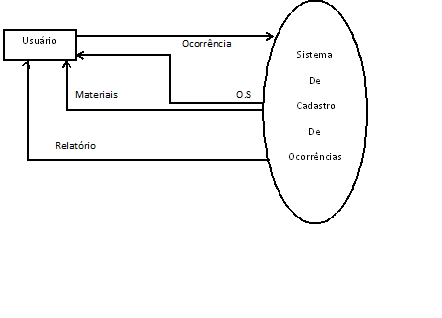 Usuário
Ocorrência
Sistema
De
Cadastro
De
Ocorrências
Materiais
O.S
Relatório